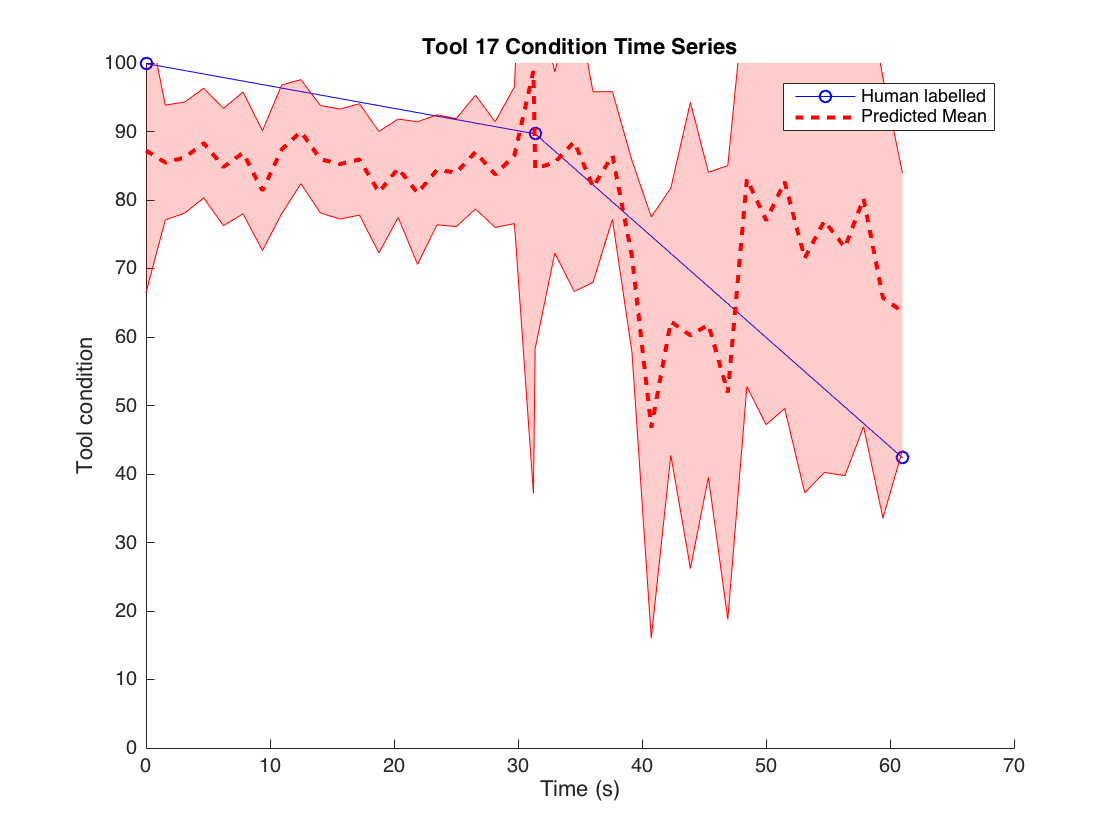 Tool 17 Condition Time Series
Human labelled
Predicted Mean
Tool condition
100
90
80
70
60
50
40
30
20
10
0
0 10 20 30 40 50 60 70
Time (s)